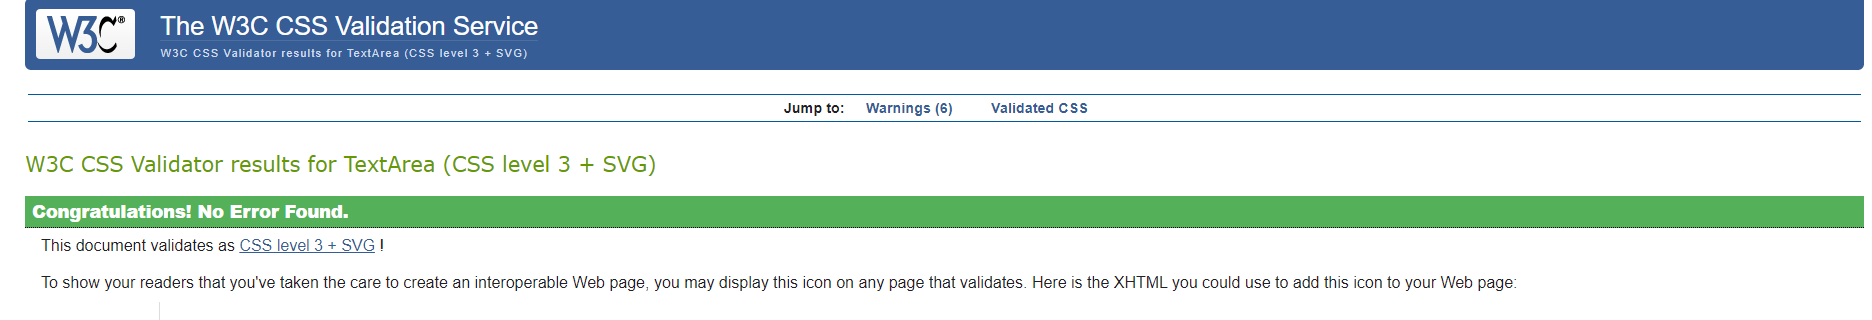 W3C®
The W3C CSS Validation Service
W3C CSS Validator results for TextArea (CSS level 3 + SVG)
Jump to: Warnings (6) Validated CSS
W3C CSS Validator results for TextArea (CSS level 3 + SVG)
Congratulations! No Error Found.
This document validates as CSS level 3 + SVG !
To show your readers that you've taken the care to create an interoperable Web page, you may display this icon on any page that validates. Here is the XHTML you could use to add this icon to your Web page: